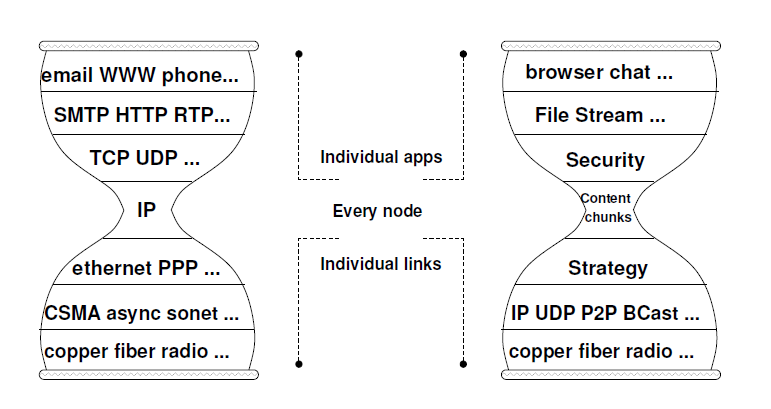 email WWW phone...
SMTP HTTP RTP...
TCP UDP ...
IP
ethernet PPP ...
CSMA async sonet ...
copper fiber radio ...
Individual apps
Every node
Individual links
browser chat ...
File Stream ...
Security
Content
chunks
Strategy
IP UDP P2P BCast ...
copper fiber radio ...